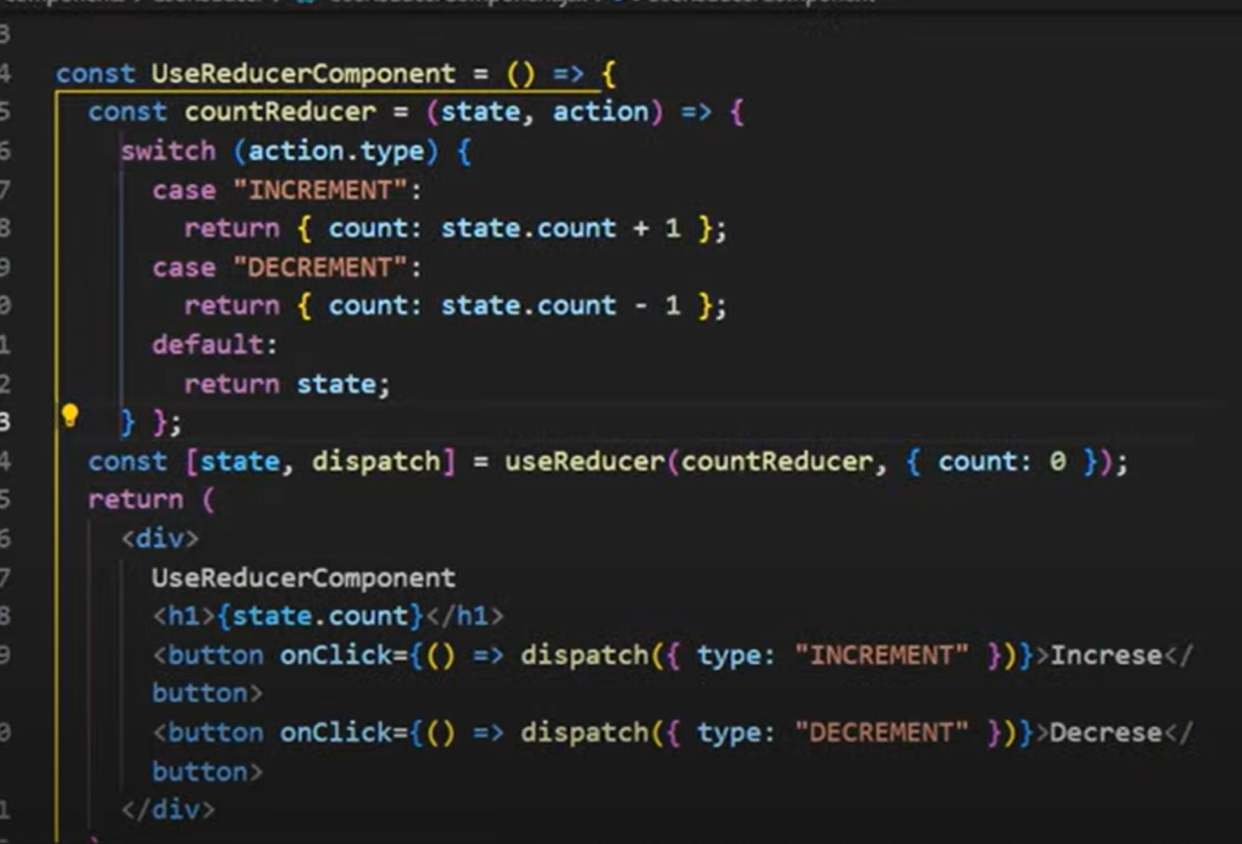 3
4 const UseReducerComponent = () => {
5 const countReducer = (state, action) => {
6 switch (action.type) {
7 case "INCREMENT":
8 return { count: state.count + 1 };
9 case "DECREMENT":
0 return { count: state.count - 1 };
1 default:
2 return state;
3 } };
4 const [state, dispatch] = useReducer(countReducer, { count: 0 });
5 return (
6 <div>
7 UseReducerComponent
8 <h1>{state.count}</h1>
9 <button onClick={() => dispatch({ type: "INCREMENT" })}>Increse</
button>
0 <button onClick={() => dispatch({ type: "DECREMENT" })}>Decrese</
button>
1 </div>